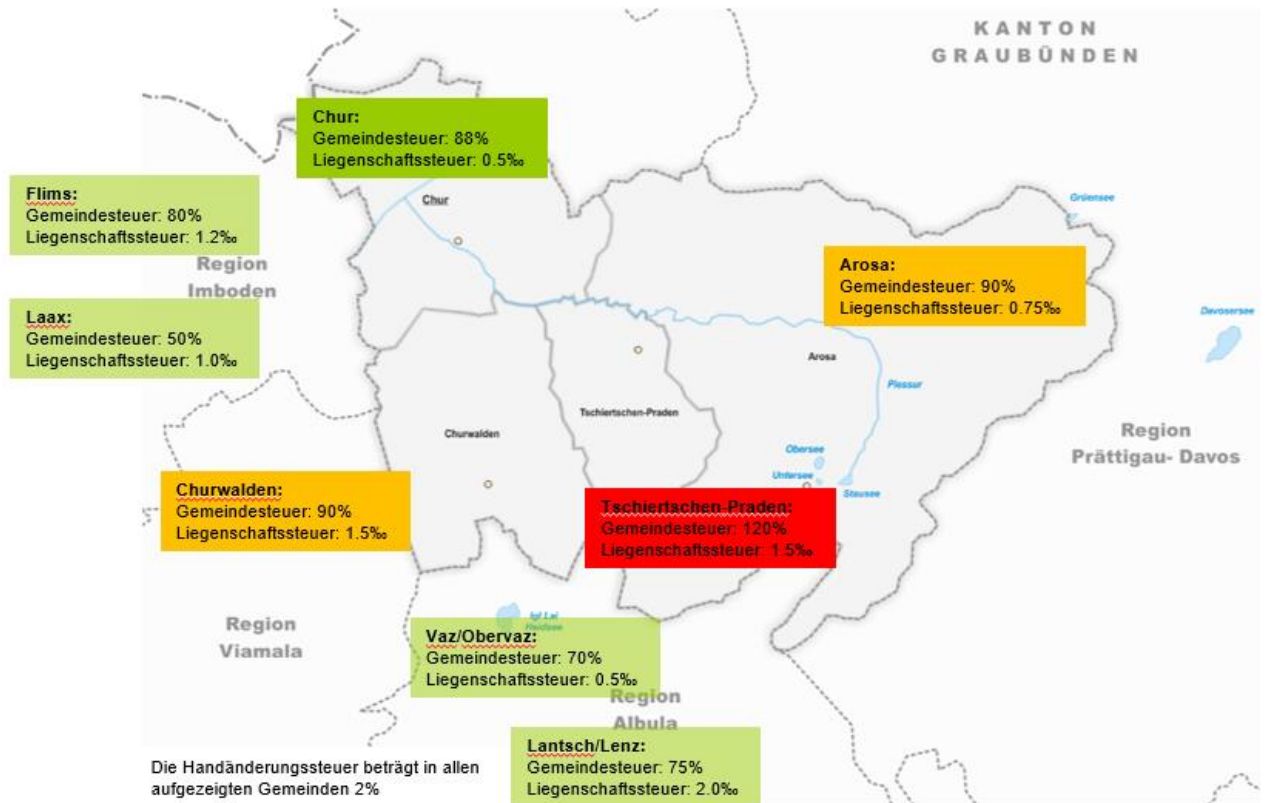 KANTON
GRAUBÜNDEN
Chur:
Gemeindesteuer: 88%
Liegenschaftssteuer: 0.5‰
Flims:
Gemeindesteuer: 80%
Liegenschaftssteuer: 1.2‰
Region
Imboden
Chur
Grüensee
Arosa:
Gemeindesteuer: 90%
Liegenschaftssteuer: 0.75‰
Laax:
Gemeindesteuer: 50%
Liegenschaftssteuer: 1.0‰
Davosersee
Arosa
Plessur
Tschiertschen-Praden
Churwalden
Region
Prättigau- Davos
Obersee
Untersee
Stausee
Churwalden:
Gemeindesteuer: 90%
Liegenschaftssteuer: 1.5‰
Tschiertschen-Praden:
Gemeindesteuer: 120%
Liegenschaftssteuer: 1.5‰
Region
Viamala
Igl Lai
Heidsee
Vaz/Obervaz:
Gemeindesteuer: 70%
Liegenschaftssteuer: 0.5‰
Region
Albula
Lantsch/Lenz:
Gemeindesteuer: 75%
Liegenschaftssteuer: 2.0‰
Die Handänderungssteuer beträgt in allen
aufgezeigten Gemeinden 2%